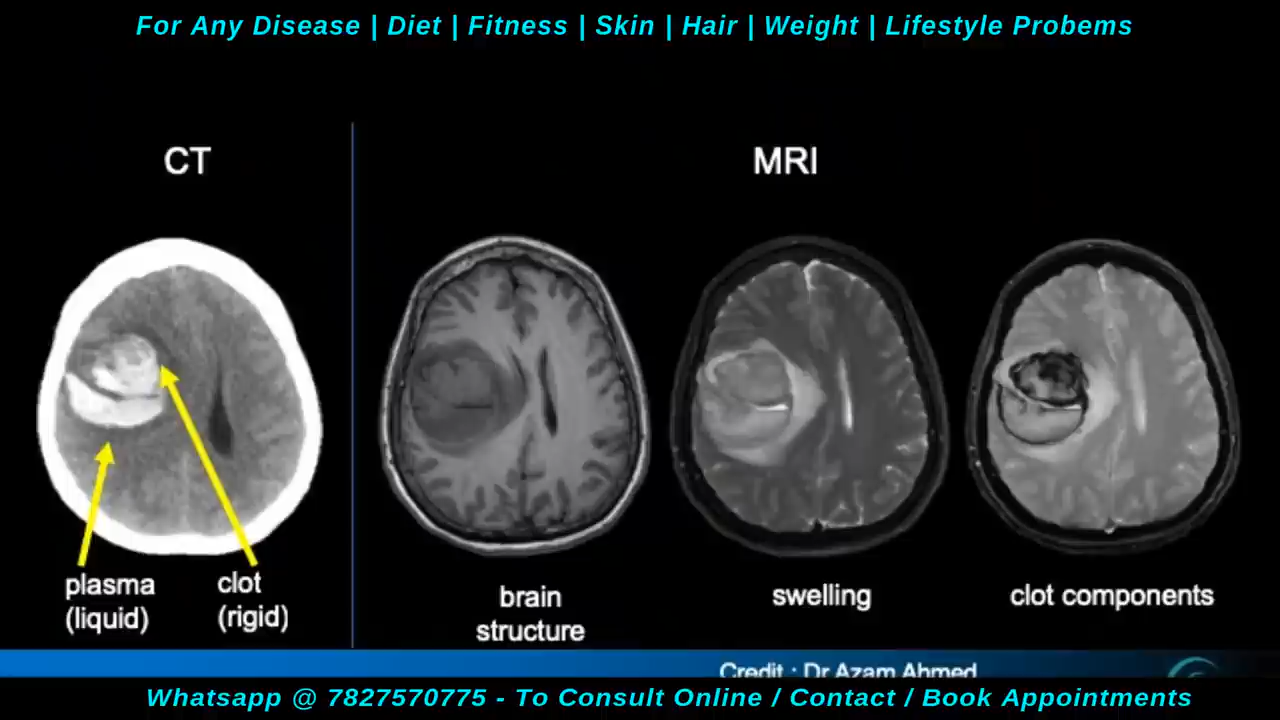 For Any Disease | Diet | Fitness | Skin | Hair | Weight | Lifestyle Probems
CT
MRI
plasma
(liquid)
clot
(rigid)
brain
structure
swelling
clot components
Credit : Dr Azam Ahmed
Whatsapp @ 7827570775 - To Consult Online / Contact / Book Appointments